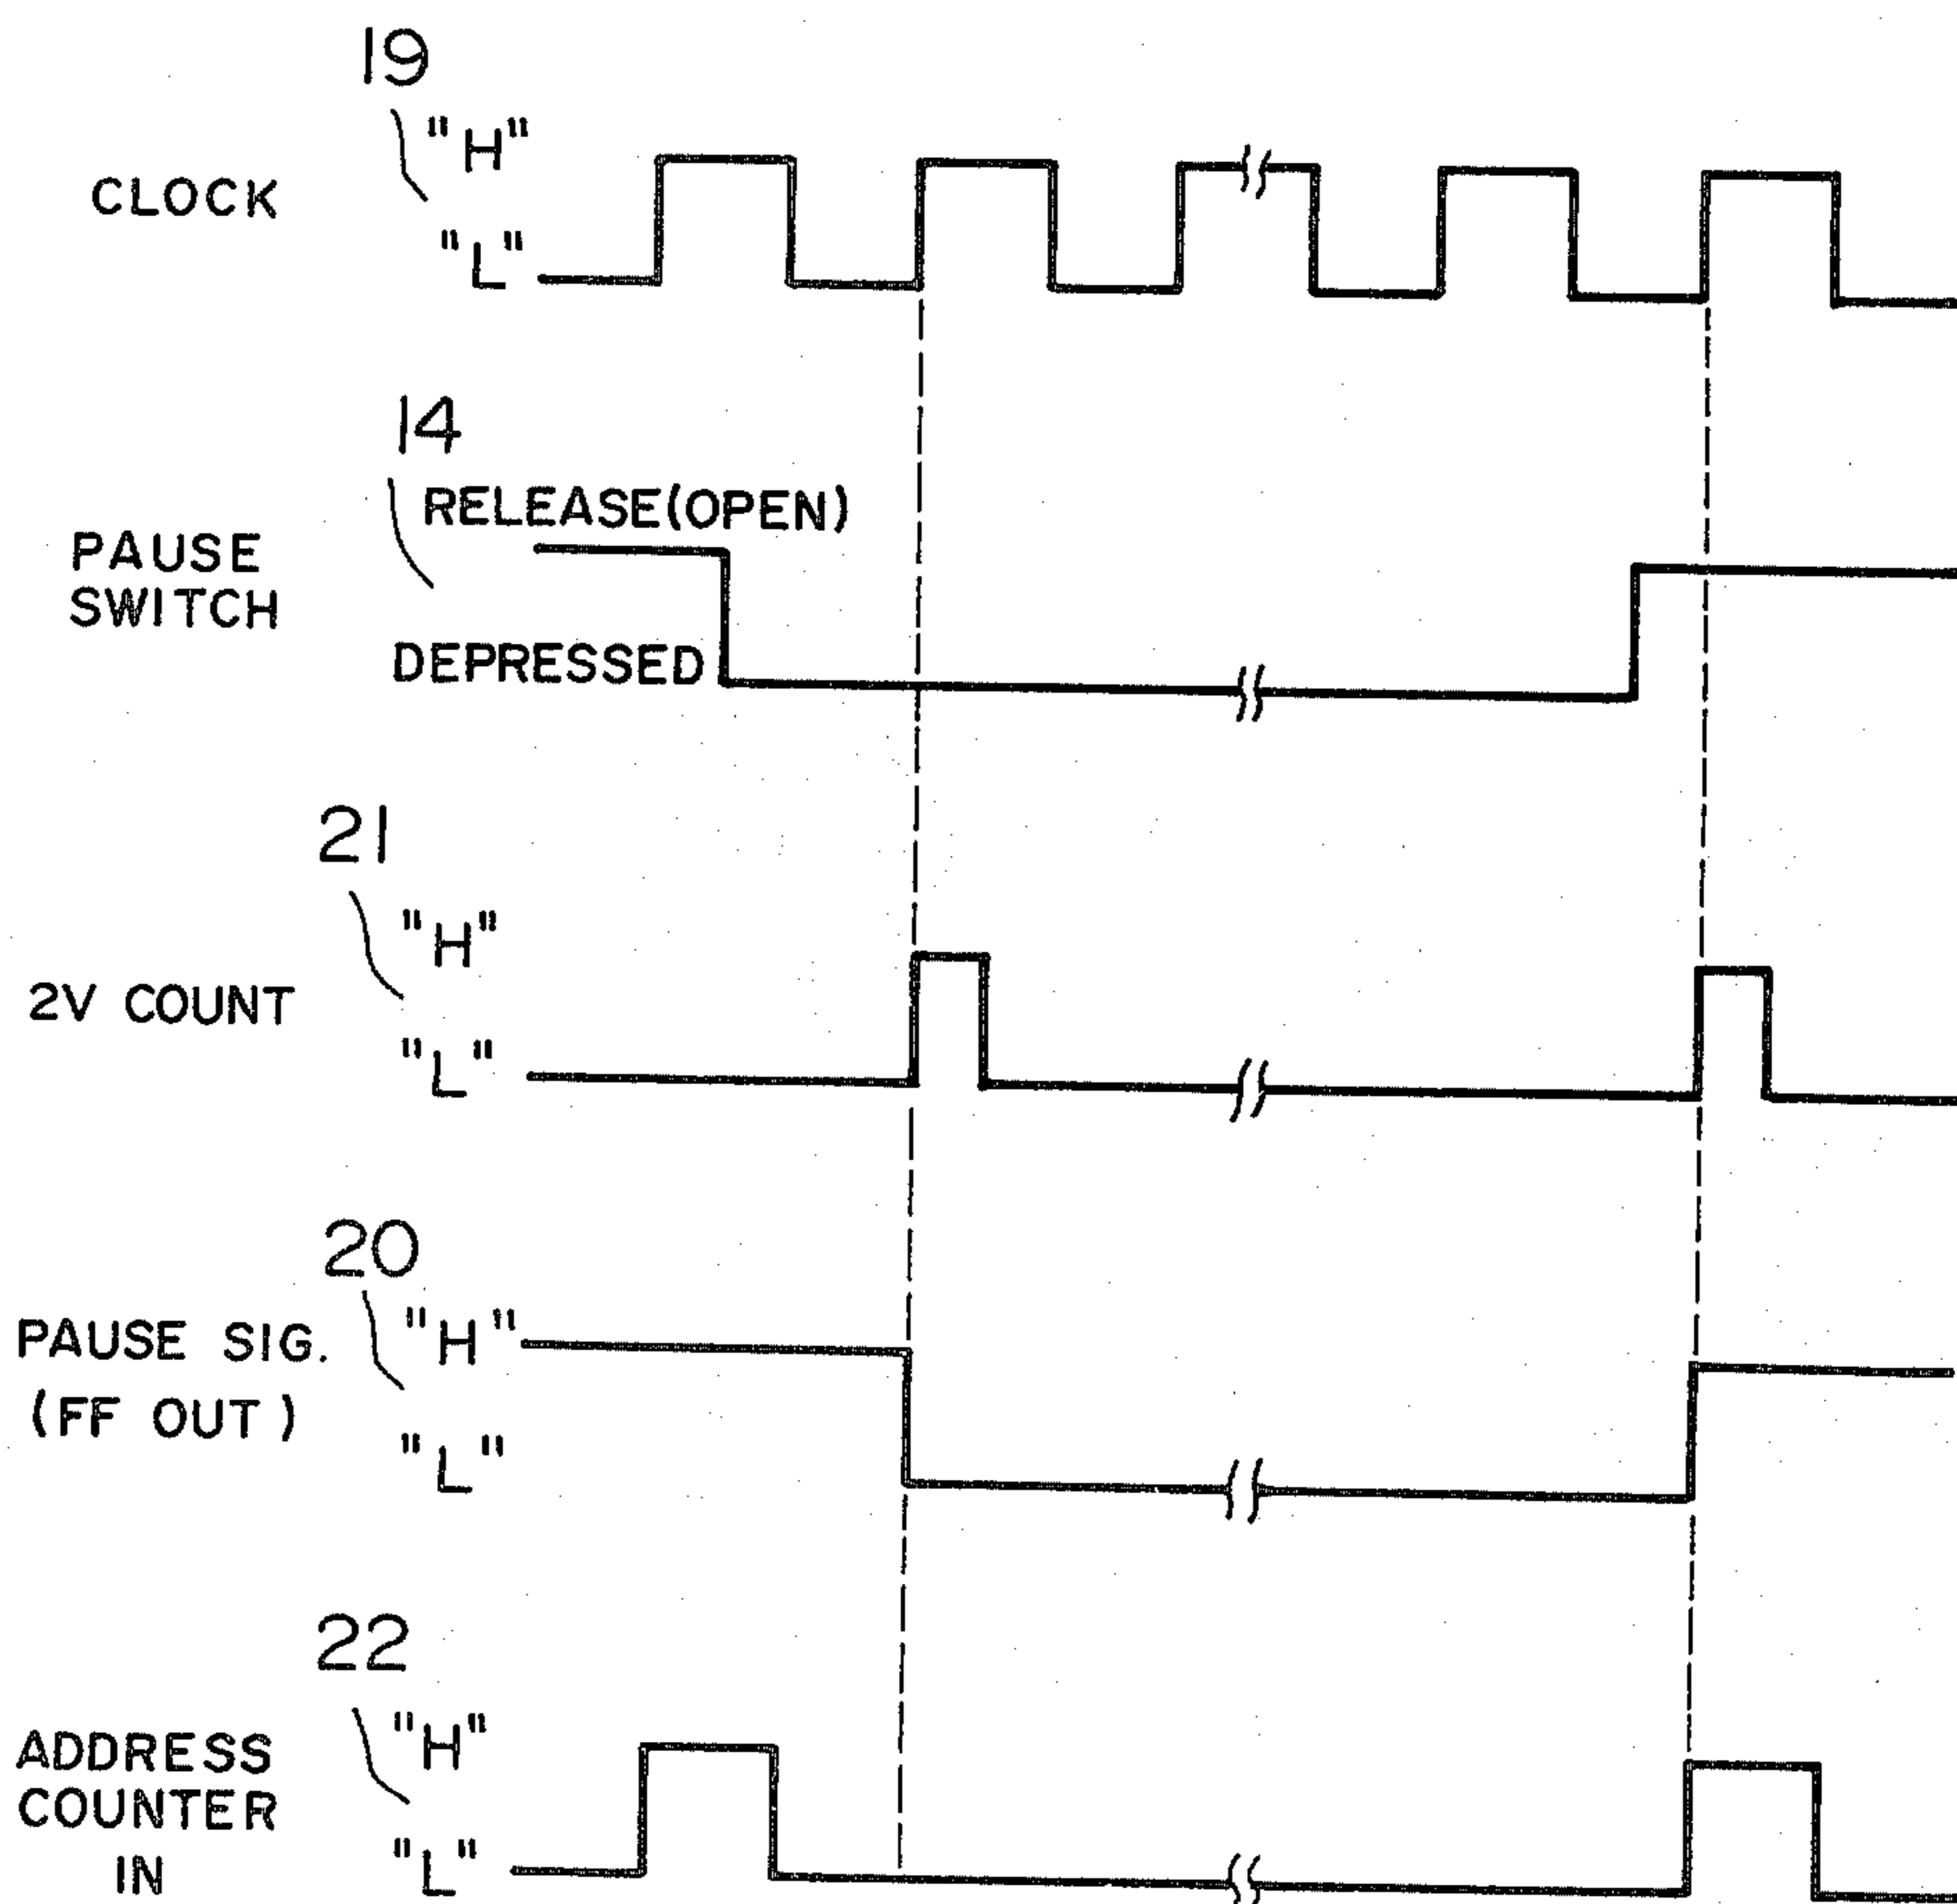 19
"H"
CLOCK
"L"
14
RELEASE(OPEN)
PAUSE
SWITCH
DEPRESSED
21
"H"
2V COUNT
"L"
20
"H"
PAUSE SIG.
(FF OUT)
"L"
22
"H"
ADDRESS
COUNTER
IN
"L"